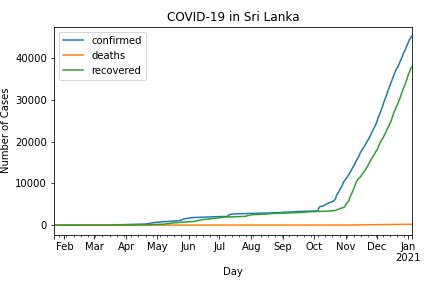 COVID-19 in Sri Lanka
confirmed
deaths
recovered
Number of Cases
40000
30000
20000
10000
0
Feb Mar Apr May Jun Jul Aug Sep Oct Nov Dec Jan
2021
Day